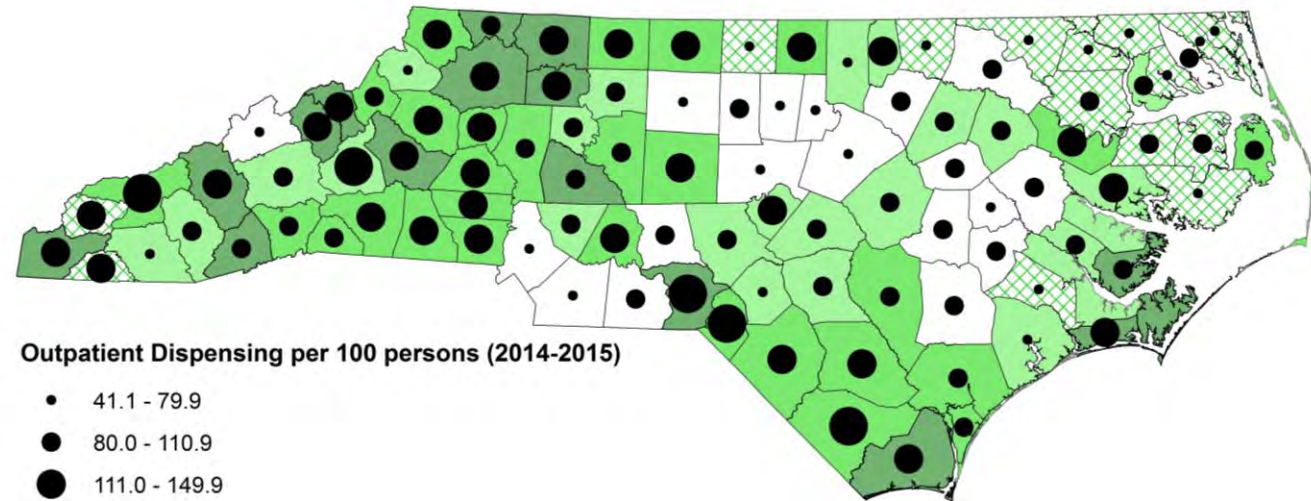 Outpatient Dispensing per 100 persons (2014-2015)
41.1 - 79.9
80.0 - 110.9
111.0 - 149.9